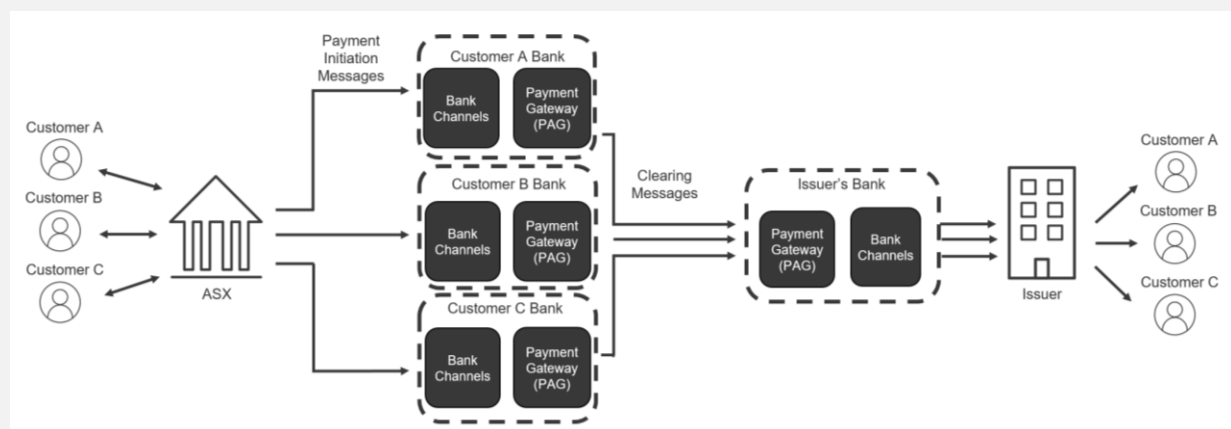 Payment
Initiation
Messages
Customer A Bank
Bank
Channels
Payment
Gateway
(PAG)
Customer A
Customer B
Customer C
ASX
Customer B Bank
Bank
Channels
Payment
Gateway
(PAG)
Customer C Bank
Bank
Channels
Payment
Gateway
(PAG)
Clearing
Messages
Issuer's Bank
Payment
Gateway
(PAG)
Bank
Channels
Issuer
Customer A
Customer B
Customer C